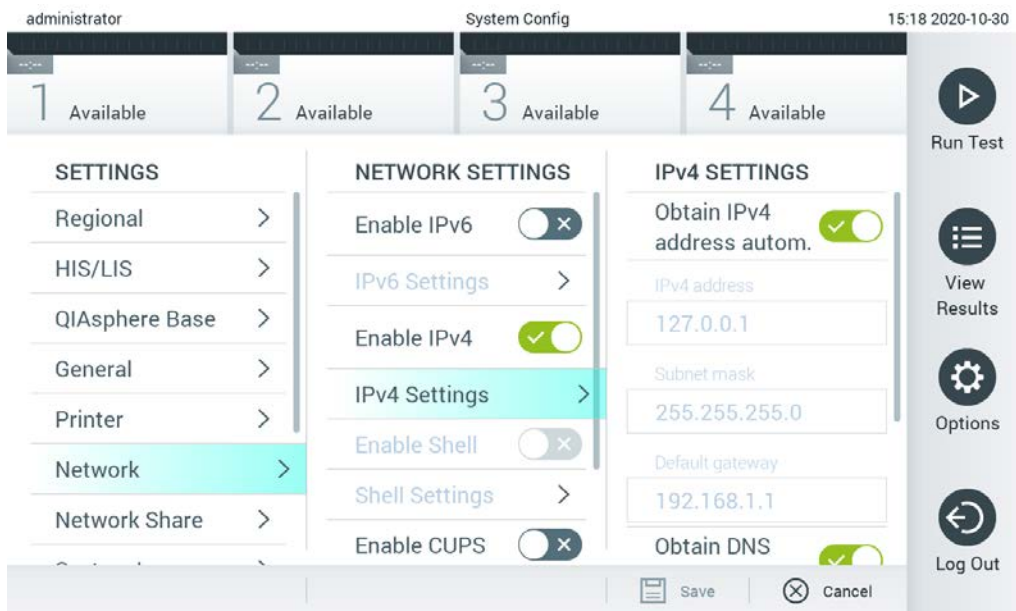 administrator System Config 15:18 2020-10-30
--:-- --:-- --:-- --:--
1 Available 2 Available 3 Available 4 Available
Run Test
SETTINGS
Regional
HIS/LIS
QIAsphere Base
General
Printer
Network
Network Share
NETWORK SETTINGS
Enable IPv6
IPv6 Settings
Enable IPv4
IPv4 Settings
Enable Shell
Shell Settings
Enable CUPS
IPv4 SETTINGS
Obtain IPv4
address autom.
IPv4 address
127.0.0.1
Subnet mask
255.255.255.0
Default gateway
192.168.1.1
Obtain DNS
View
Results
Options
Log Out
Save Cancel